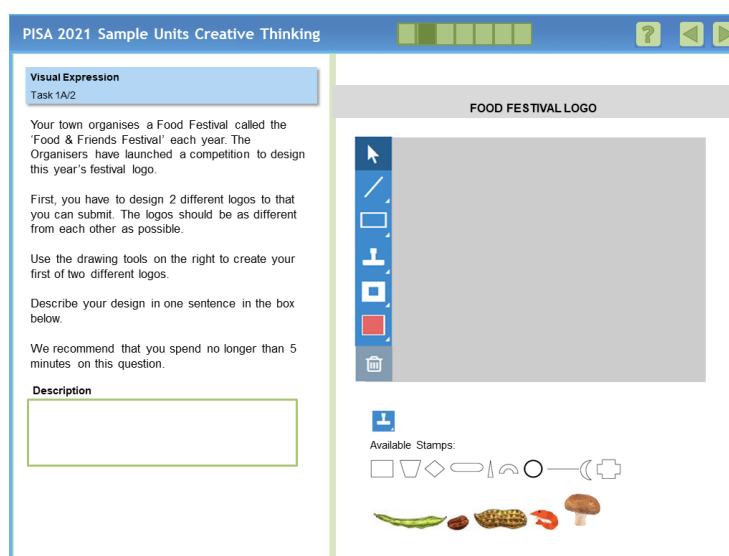 PISA 2021 Sample Units Creative Thinking
?
Visual Expression
Task 1A/2
Your town organises a Food Festival called the
‘Food & Friends Festival’ each year. The
Organisers have launched a competition to design
this year’s festival logo.
First, you have to design 2 different logos to that
you can submit. The logos should be as different
from each other as possible.
Use the drawing tools on the right to create your
first of two different logos.
Describe your design in one sentence in the box
below.
We recommend that you spend no longer than 5
minutes on this question.
Description
FOOD FESTIVAL LOGO
Available Stamps: